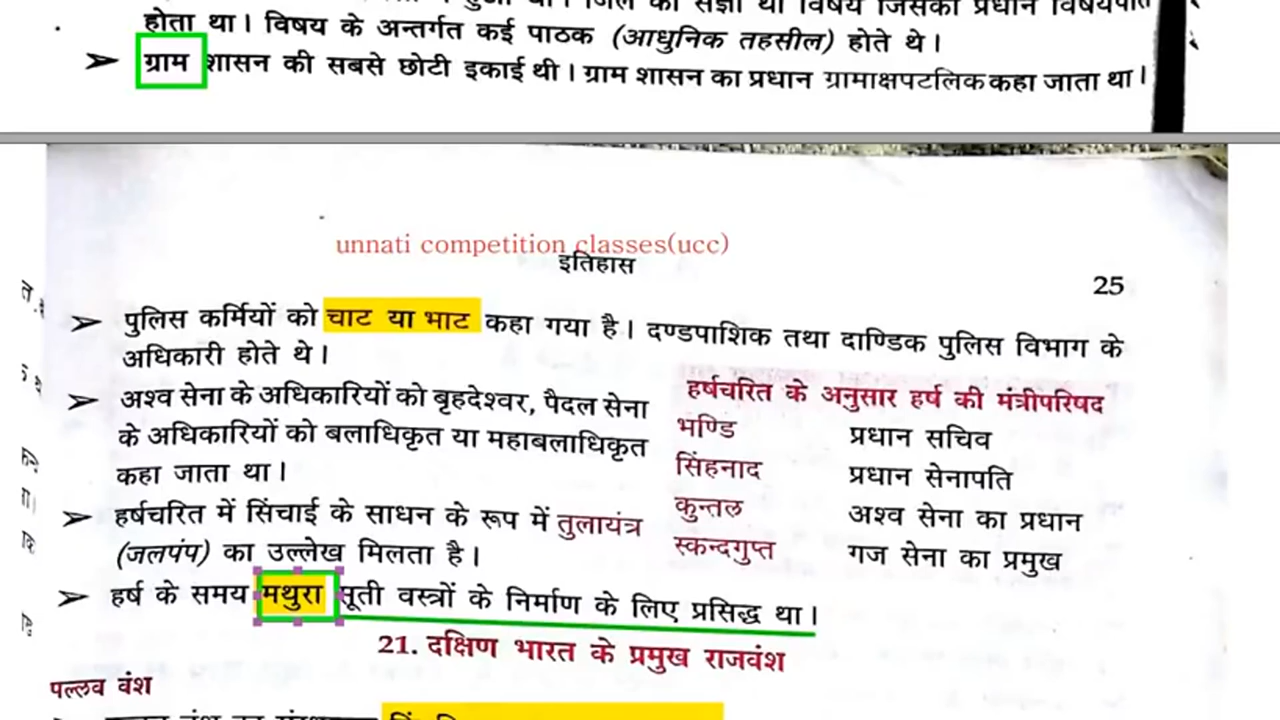 जिसका प्रधान विषयपति
होता था। विषय के अन्तर्गत कई पाठक (आधुनिक तहसील) होते थे।
➤ ग्राम शासन की सबसे छोटी इकाई थी। ग्राम शासन का प्रधान ग्रामाक्षपटलिक कहा जाता था।
unnati competition classes(ucc)
इतिहास
25
➤ पुलिस कर्मियों को चाट या भाट कहा गया है। दण्डपाशिक तथा दाण्डिक पुलिस विभाग के
अधिकारी होते थे।
➤ अश्व सेना के अधिकारियों को बृहदेश्वर, पैदल सेना
के अधिकारियों को बलाधिकृत या महाबलाधिकृत
कहा जाता था।
➤ हर्षचरित में सिंचाई के साधन के रूप में तुलायंत्र
(जलपंप) का उल्लेख मिलता है।
हर्षचरित के अनुसार हर्ष की मंत्रीपरिषद
भण्डि प्रधान सचिव
सिंहनाद प्रधान सेनापति
कुन्तल अश्व सेना का प्रधान
स्कन्दगुप्त गज सेना का प्रमुख
➤ हर्ष के समय मथुरा सूती वस्त्रों के निर्माण के लिए प्रसिद्ध था।
21. दक्षिण भारत के प्रमुख राजवंश
पल्लव वंश